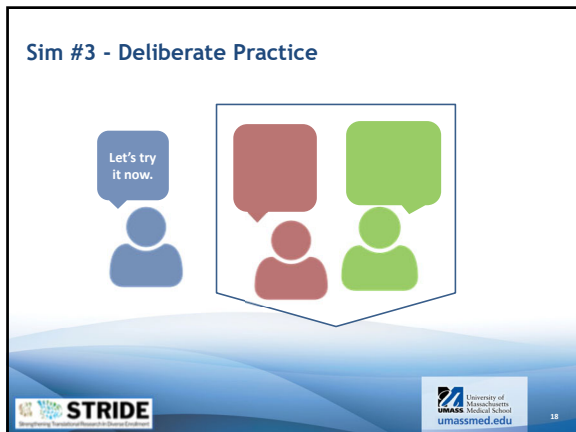 Sim #3 - Deliberate Practice
Let's try
it now.
STRIDE
Strengthening Translational Research in Diverse Enrollment
University of
Massachusetts
UMASS Medical School
umassmed.edu
18